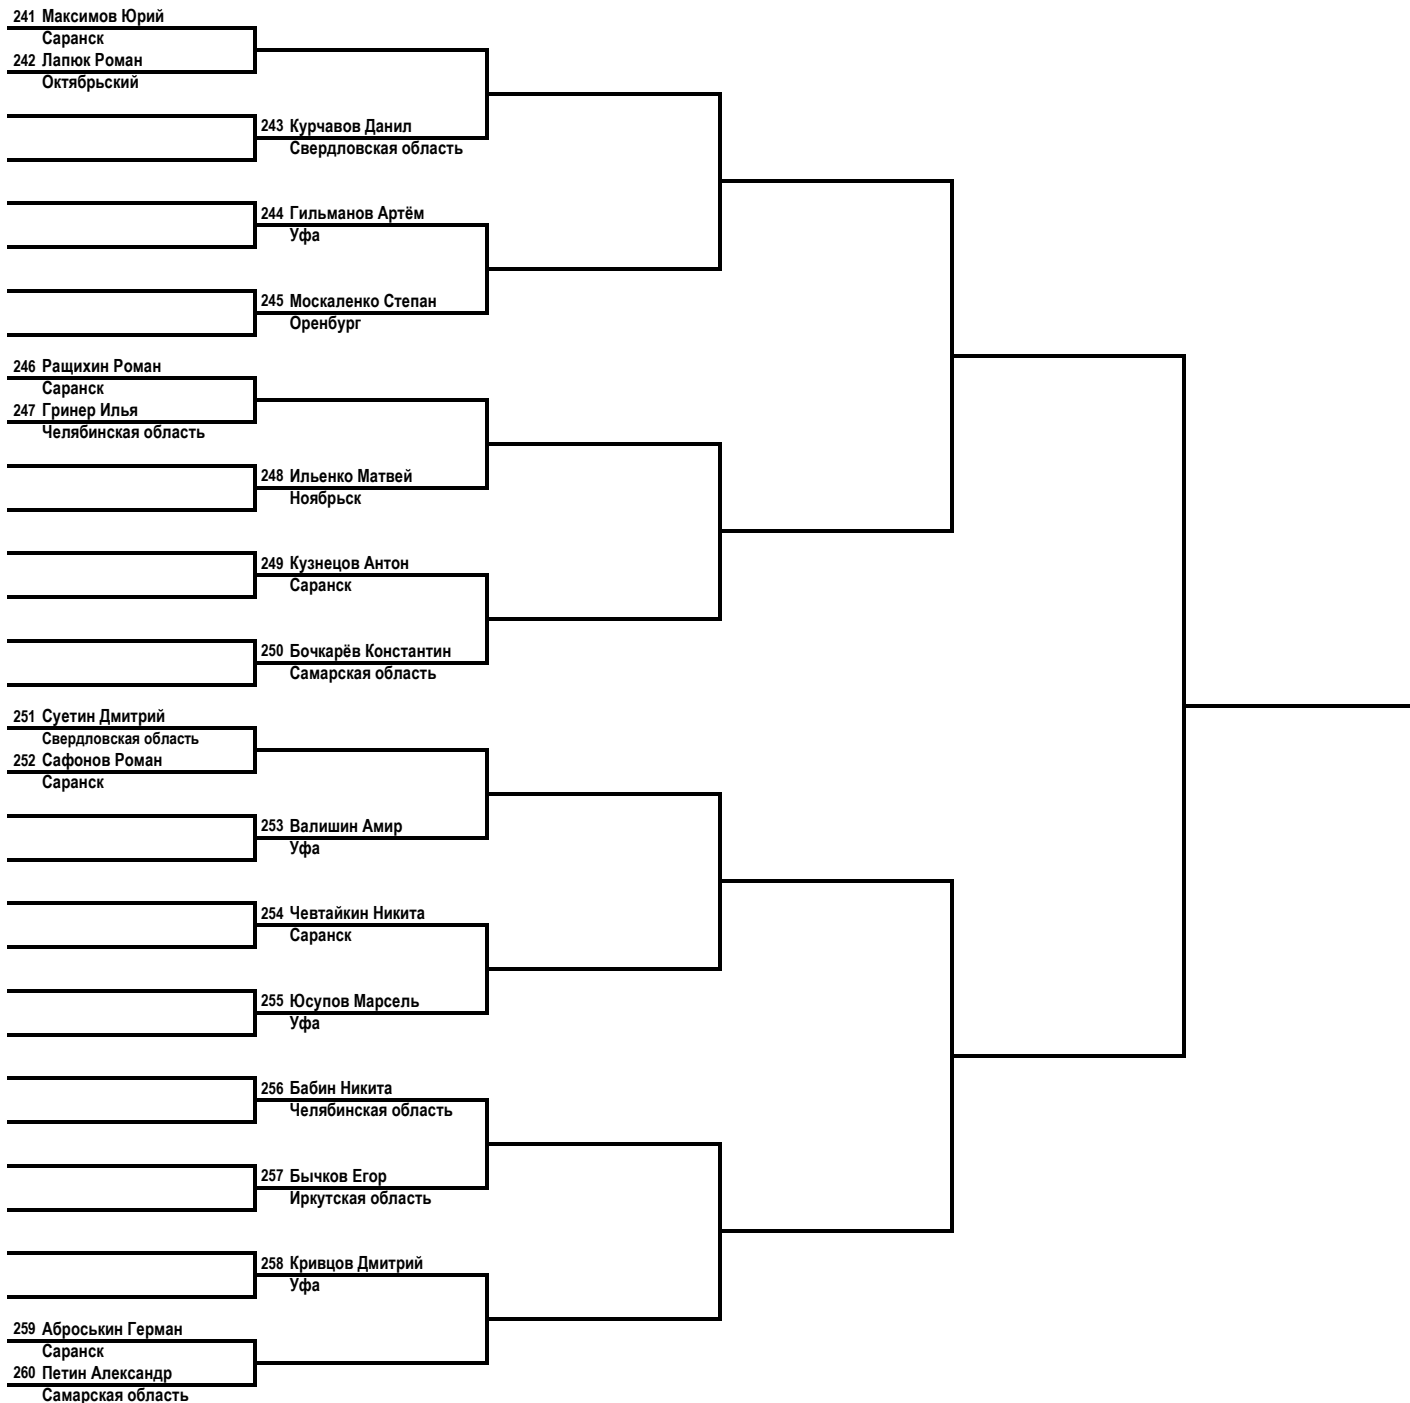 241 Максимов Юрий
Саранск
242 Лапюк Роман
Октябрьский
243 Курчавов Данил
Свердловская область
244 Гильманов Артём
Уфа
245 Москаленко Степан
Оренбург
246 Ращихин Роман
Саранск
247 Гринер Илья
Челябинская область
248 Ильенко Матвей
Ноябрьск
249 Кузнецов Антон
Саранск
250 Бочкарёв Константин
Самарская область
251 Суетин Дмитрий
Свердловская область
252 Сафонов Роман
Саранск
253 Валишин Амир
Уфа
254 Чевтайкин Никита
Саранск
255 Юсупов Марсель
Уфа
256 Бабин Никита
Челябинская область
257 Бычков Егор
Иркутская область
258 Кривцов Дмитрий
Уфа
259 Аброськин Герман
Саранск
260 Петин Александр
Самарская область